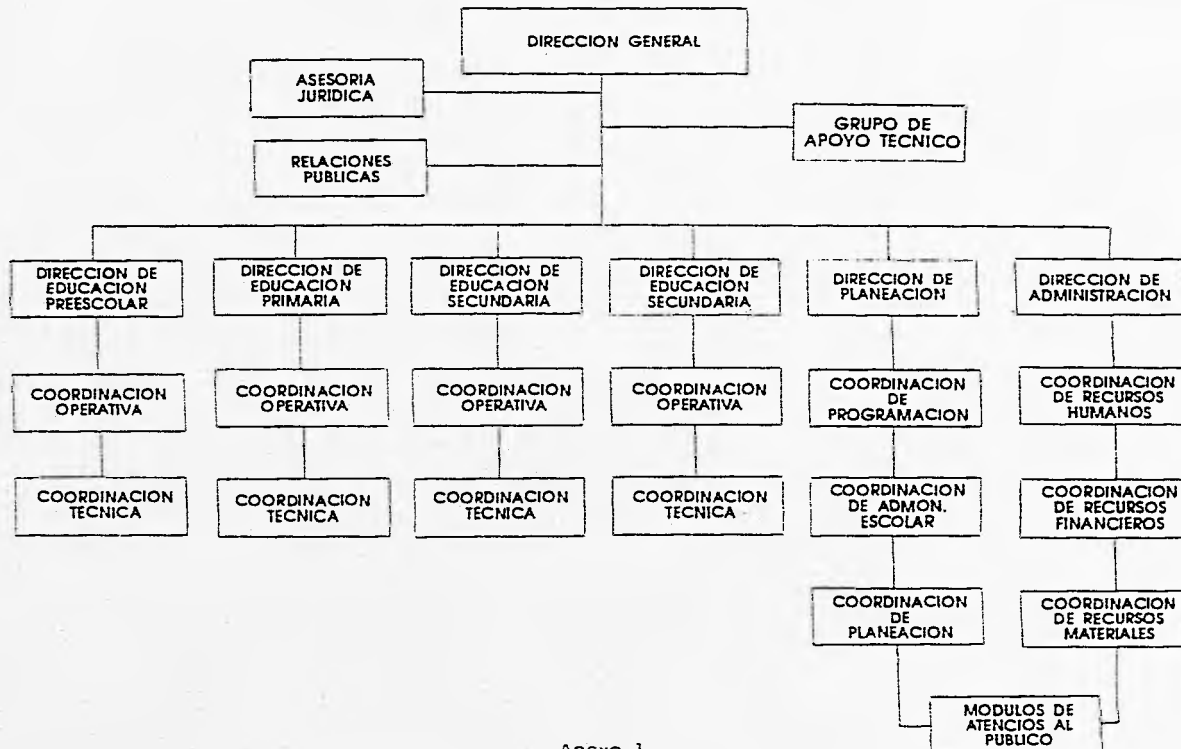 DIRECCION GENERAL
ASESORIA
JURIDICA
GRUPO DE
APOYO TECNICO
RELACIONES
PUBLICAS
DIRECCION DE
EDUCACION
PREESCOLAR
DIRECCION DE
EDUCACION
PRIMARIA
DIRECCION DE
EDUCACION
SECUNDARIA
DIRECCION DE
EDUCACION
SECUNDARIA
DIRECCION DE
PLANEACION
DIRECCION DE
ADMINISTRACION
COORDINACION
OPERATIVA
COORDINACION
OPERATIVA
COORDINACION
OPERATIVA
COORDINACION
OPERATIVA
COORDINACION
DE
PROGRAMACION
COORDINACION
DE RECURSOS
HUMANOS
COORDINACION
TECNICA
COORDINACION
TECNICA
COORDINACION
TECNICA
COORDINACION
TECNICA
COORDINACION
DE ADMON.
ESCOLAR
COORDINACION
DE RECURSOS
FINANCIEROS
COORDINACION
DE
PLANEACION
COORDINACION
DE RECURSOS
MATERIALES
MODULOS DE
ATENCIOS AL
PUBLICO
Anexo 1